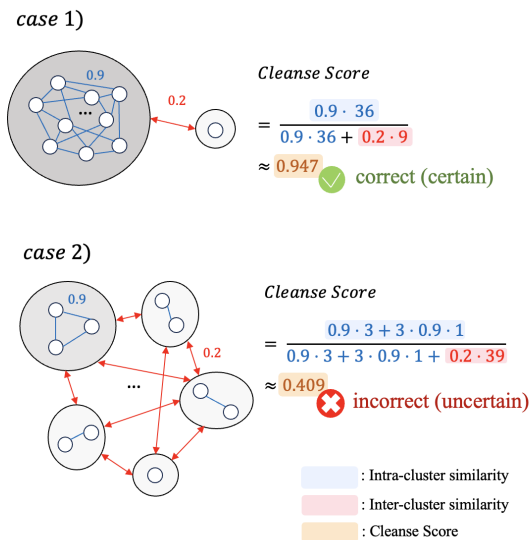 case 1)
0.9
...
0.2
Cleanse Score
= 0.9 · 36 / 0.9 · 36 + 0.2 · 9
≈ 0.947
correct (certain)
case 2)
0.9
0.2
...
Cleanse Score
= 0.9 · 3 + 3 · 0.9 · 1 / 0.9 · 3 + 3 · 0.9 · 1 + 0.2 · 39
≈ 0.409
incorrect (uncertain)
: Intra-cluster similarity
: Inter-cluster similarity
: Cleanse Score